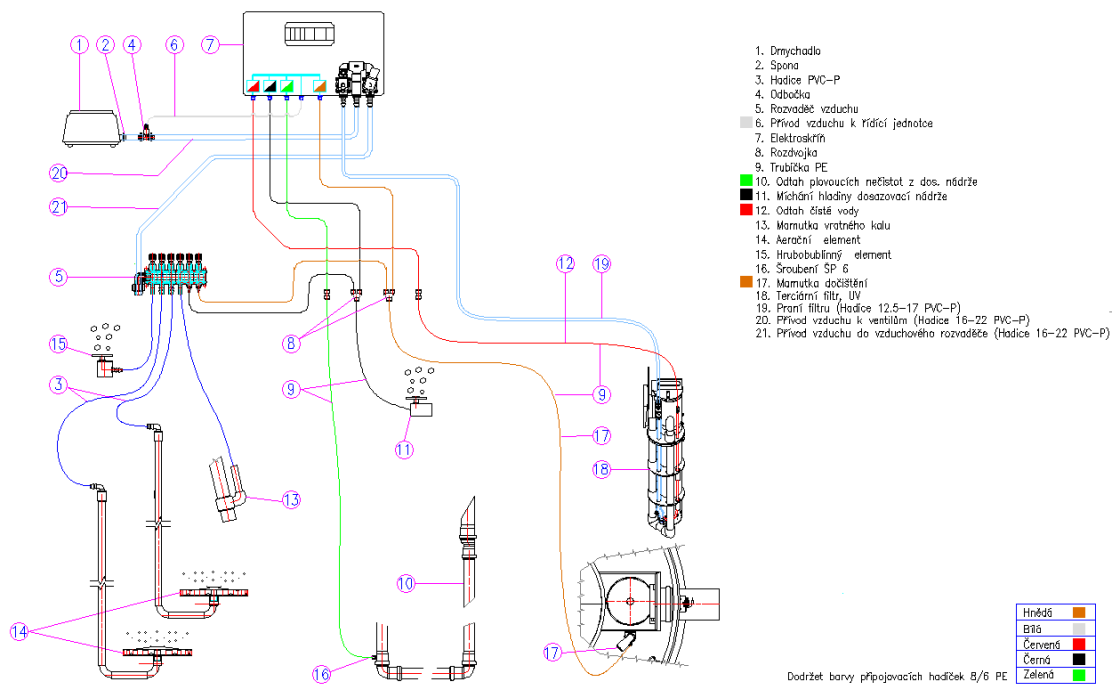 1
2
4
6
7
20
21
5
8
12
19
15
3
9
9
11
17
18
13
10
14
16
17
1. Dmychadlo
2. Spona
3. Hadice PVC-P
4. Odbočka
5. Rozvaděč vzduchu
6. Přívod vzduchu k řídící jednotce
7. Elektroskříň
8. Rozdvojka
9. Trubička PE
10. Odtah plovoucích nečistot z dos. nádrže
11. Míchání hladiny dosazovací nádrže
12. Odtah čisté vody
13. Mamutka vratného kalu
14. Aerační element
15. Hrubobublinný element
16. Šroubení ŠP 6
17. Mamutka dočištění
18. Terciární filtr, UV
19. Praní filtru (Hadice 12.5-17 PVC-P)
20. Přívod vzduchu k ventilům (Hadice 16-22 PVC-P)
21. Přívod vzduchu do vzduchového rozvaděče (Hadice 16-22 PVC-P)
Hnědá
Bílá
Červená
Černá
Zelená
Dodržet barvy připojovacích hadiček 8/6 PE